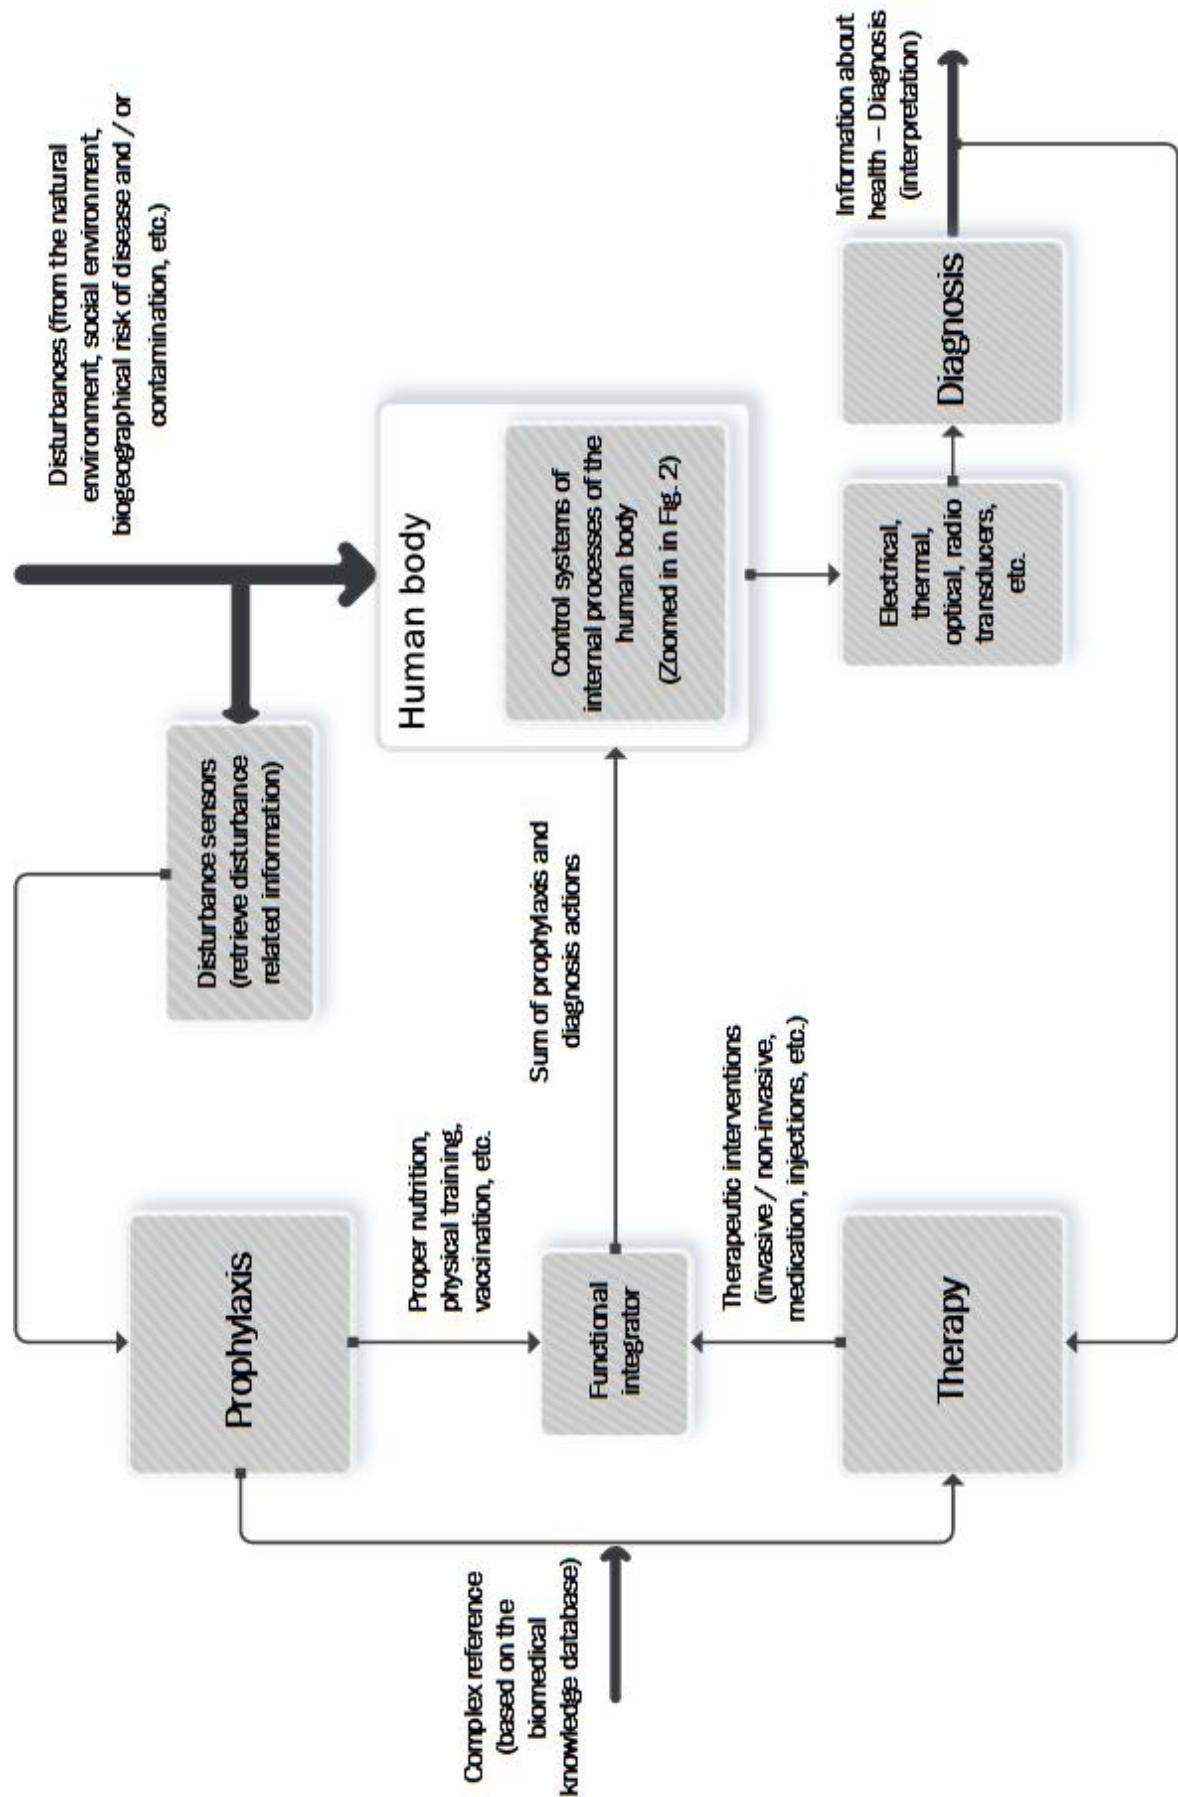 Disturbances (from the natural
environment, social environment,
biogeographical risk of disease and / or
contamination, etc.)
Disturbance sensors
(retrieve disturbance
related information)
Prophylaxis
Human body
Control systems of
internal processes of the
human body
(Zoomed in in Fig. 2)
Proper nutrition,
physical training,
vaccination, etc.
Complex reference
(based on the
biomedical
knowledge database)
Functional
integrator
Sum of prophylaxis and
diagnosis actions
Therapeutic interventions
(invasive / non-invasive,
medication, injections, etc.)
Therapy
Electrical,
thermal,
optical, radio
transducers,
etc.
Diagnosis
Information about
health – Diagnosis
(interpretation)